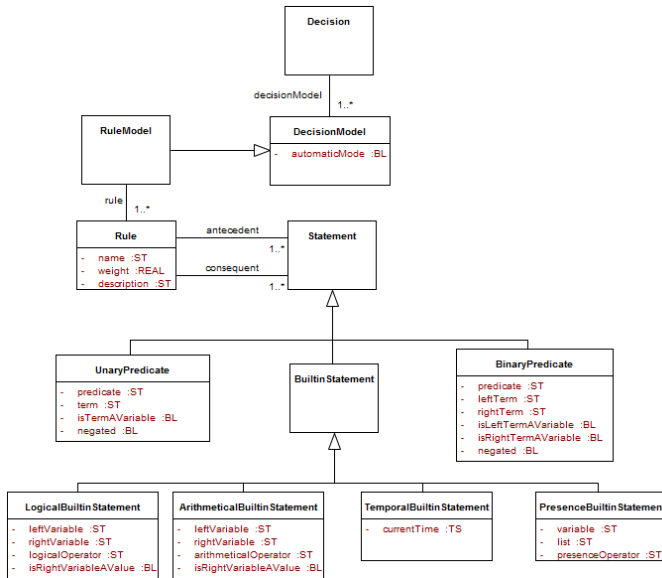 Decision
decisionModel
1..*
RuleModel
DecisionModel
- automaticMode :BL
rule
1..*
Rule
- name :ST
- weight :REAL
- description :ST
antecedent
1..*
consequent
1..*
Statement
UnaryPredicate
- predicate :ST
- term :ST
- isTermAVariable :BL
- negated :BL
BuiltinStatement
BinaryPredicate
- predicate :ST
- leftTerm :ST
- rightTerm :ST
- isLeftTermAVariable :BL
- isRightTermAVariable :BL
- negated :BL
LogicalBuiltinStatement
- leftVariable :ST
- rightVariable :ST
- logicalOperator :ST
- isRightVariableAValue :BL
ArithmeticalBuiltinStatement
- leftVariable :ST
- rightVariable :ST
- arithmeticalOperator :ST
- isRightVariableAValue :BL
TemporalBuiltinStatement
- currentTime :TS
PresenceBuiltinStatement
- variable :ST
- list :ST
- presenceOperator :ST